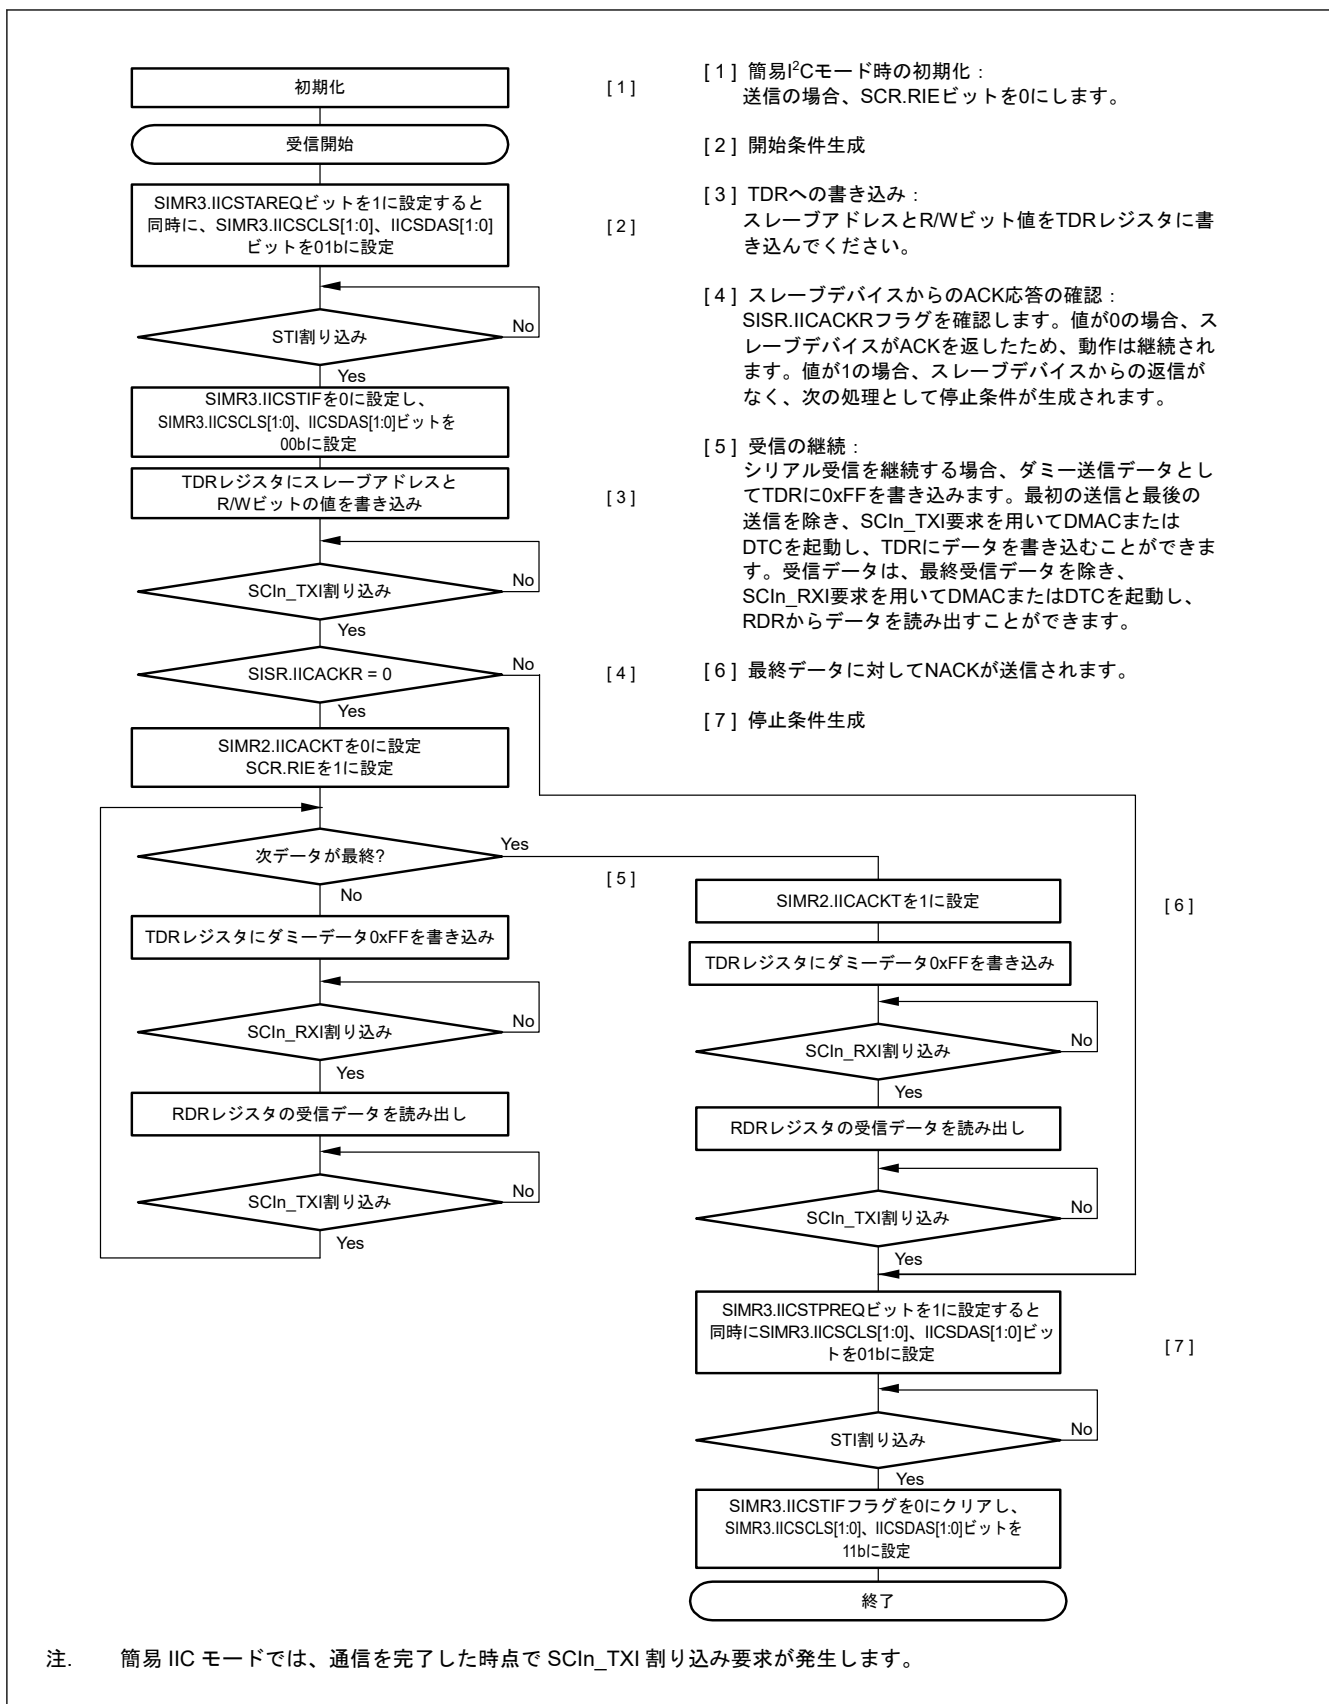 初期化
[ 1 ]
受信開始
SIMR3.IICSTAREQビットを1に設定すると
同時に、SIMR3.IICSCLS[1:0]、IICSDAS[1:0]
ビットを01bに設定
[ 2 ]
STI割り込み
No
Yes
SIMR3.IICSTIFを0に設定し、
SIMR3.IICSCLS[1:0]、IICSDAS[1:0]ビットを
00bに設定
TDRレジスタにスレーブアドレスと
R/Wビットの値を書き込み
[ 3 ]
SCIn_TXI割り込み
No
Yes
SISR.IICACKR = 0
No
[ 4 ]
Yes
SIMR2.IICACKTを0に設定
SCR.RIEを1に設定
次データが最終?
Yes
[ 5 ]
No
TDRレジスタにダミーデータ0xFFを書き込み
SCIn_RXI割り込み
No
Yes
RDRレジスタの受信データを読み出し
SCIn_TXI割り込み
No
Yes
[ 1 ] 簡易I²Cモード時の初期化：
送信の場合、SCR.RIEビットを0にします。
[ 2 ] 開始条件生成
[ 3 ] TDRへの書き込み：
スレーブアドレスとR/Wビット値をTDRレジスタに書
き込んでください。
[ 4 ] スレーブデバイスからのACK応答の確認：
SISR.IICACKRフラグを確認します。値が0の場合、ス
レーブデバイスがACKを返したため、動作は継続され
ます。値が1の場合、スレーブデバイスからの返信が
なく、次の処理として停止条件が生成されます。
[ 5 ] 受信の継続：
シリアル受信を継続する場合、ダミー送信データとし
てTDRに0xFFを書き込みます。最初の送信と最後の
送信を除き、SCIn_TXI要求を用いてDMACまたは
DTCを起動し、TDRにデータを書き込むことができま
す。受信データは、最終受信データを除き、
SCIn_RXI要求を用いてDMACまたはDTCを起動し、
RDRからデータを読み出すことができます。
[ 6 ] 最終データに対してNACKが送信されます。
[ 7 ] 停止条件生成
SIMR2.IICACKTを1に設定
[ 6 ]
TDRレジスタにダミーデータ0xFFを書き込み
SCIn_RXI割り込み
No
Yes
RDRレジスタの受信データを読み出し
SCIn_TXI割り込み
No
Yes
SIMR3.IICSTPREQビットを1に設定すると
同時にSIMR3.IICSCLS[1:0]、IICSDAS[1:0]ビッ
トを01bに設定
[ 7 ]
STI割り込み
No
Yes
SIMR3.IICSTIFフラグを0にクリアし、
SIMR3.IICSCLS[1:0]、IICSDAS[1:0]ビットを
11bに設定
終了
注. 簡易 IIC モードでは、通信を完了した時点で SCIn_TXI 割り込み要求が発生します。